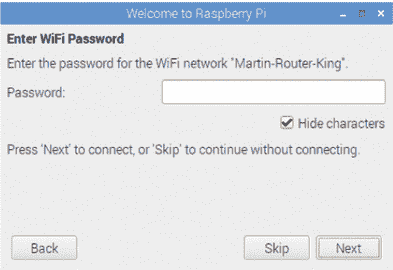 Welcome to Raspberry Pi
Enter WiFi Password
Enter the password for the WiFi network "Martin-Router-King".
Password:
Hide characters
Press 'Next' to connect, or 'Skip' to continue without connecting.
Back
Skip
Next